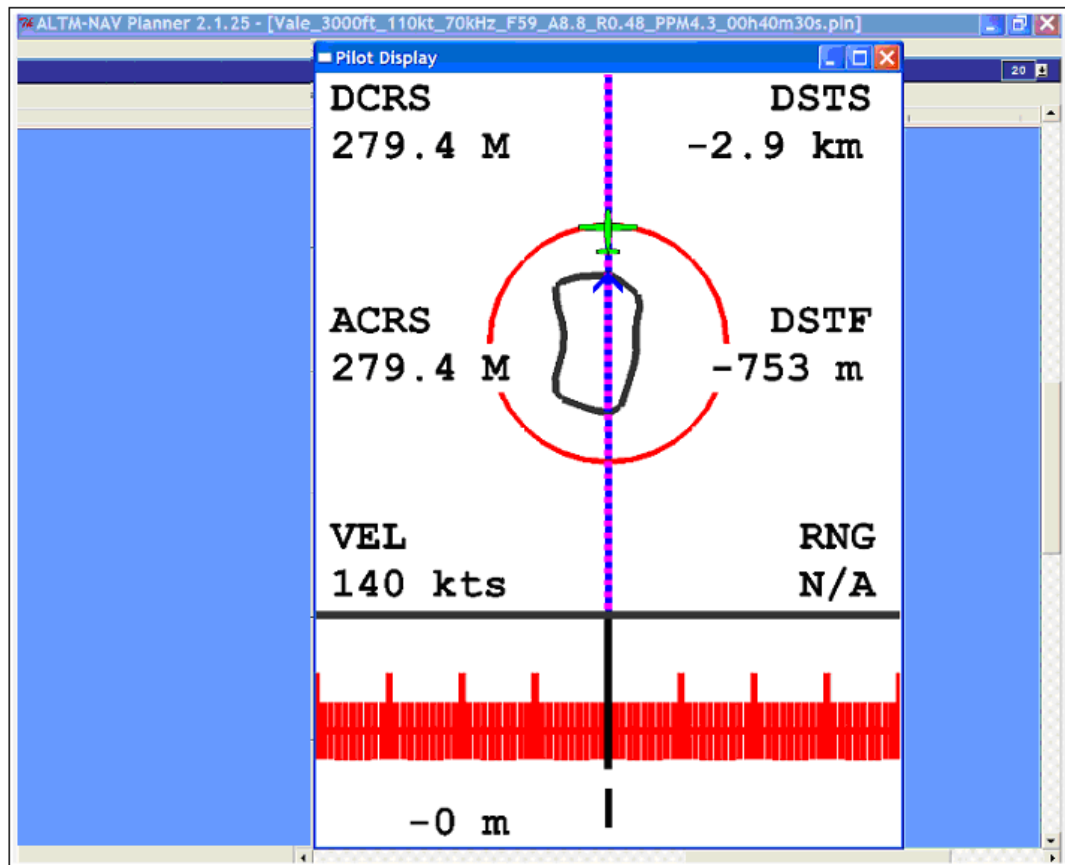 ALTM-NAV Planner 2.1.25 - [Vale_3000ft_110kt_70kHz_F59_A8.8_R0.48_PPM4.3_00h40m30s.pln]
Pilot Display
20
DCRS DSTS
279.4 M -2.9 km
ACRS DSTF
279.4 M -753 m
VEL RNG
140 kts N/A
-0 m